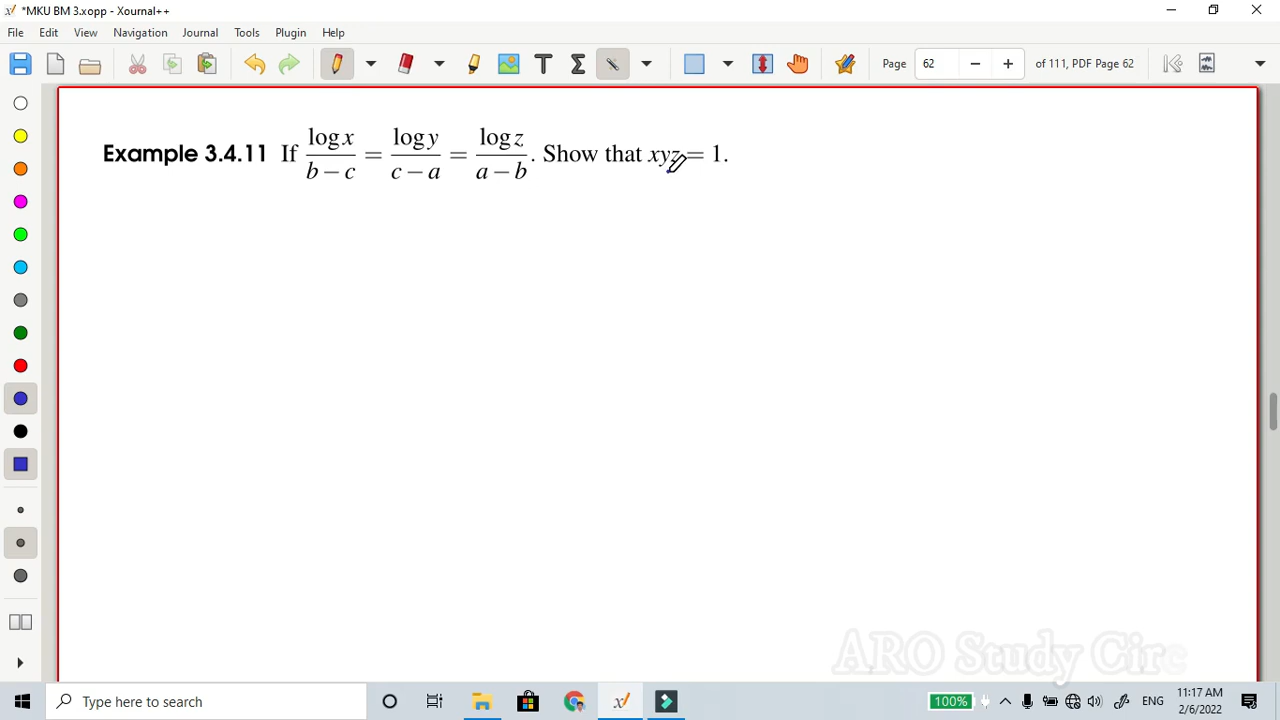 *MKU BM 3.xopp - Xournal++
File Edit View Navigation Journal Tools Plugin Help
Page 62 of 111, PDF Page 62
Example 3.4.11 If log x / (b − c) = log y / (c − a) = log z / (a − b). Show that xyz = 1.
ARO Study Circ
Type here to search
100%
ENG
11:17 AM
2/6/2022